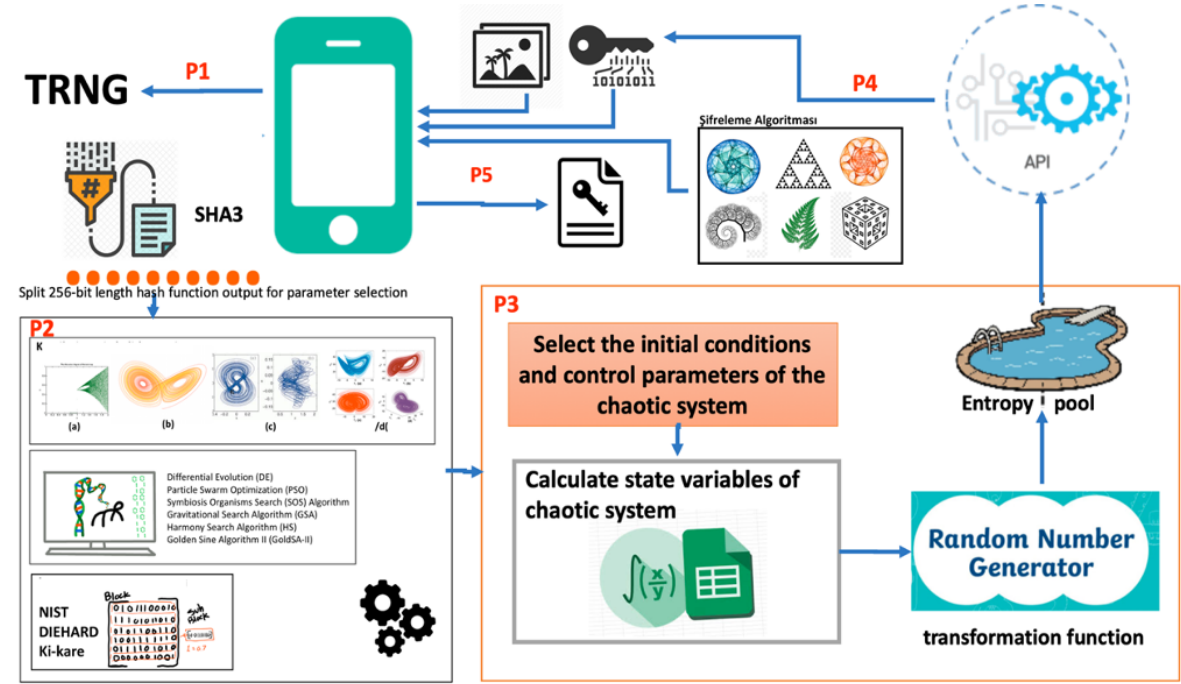 TRNG
P1
10101011
P4
API
Şifreleme Algoritması
P5
#
SHA3
Split 256-bit length hash function output for parameter selection
P2
K
(a)
(b)
(c)
/d(
Differential Evolution (DE)
Particle Swarm Optimization (PSO)
Symbiosis Organisms Search (SOS) Algorithm
Gravitational Search Algorithm (GSA)
Harmony Search Algorithm (HS)
Golden Sine Algorithm II (GoldSA-II)
NIST
DIEHARD
Ki-kare
Block
Sub
Block
P3
Select the initial conditions
and control parameters of the
chaotic system
Calculate state variables of
chaotic system
∫(x/y)
Entropy pool
Random Number
Generator
transformation function